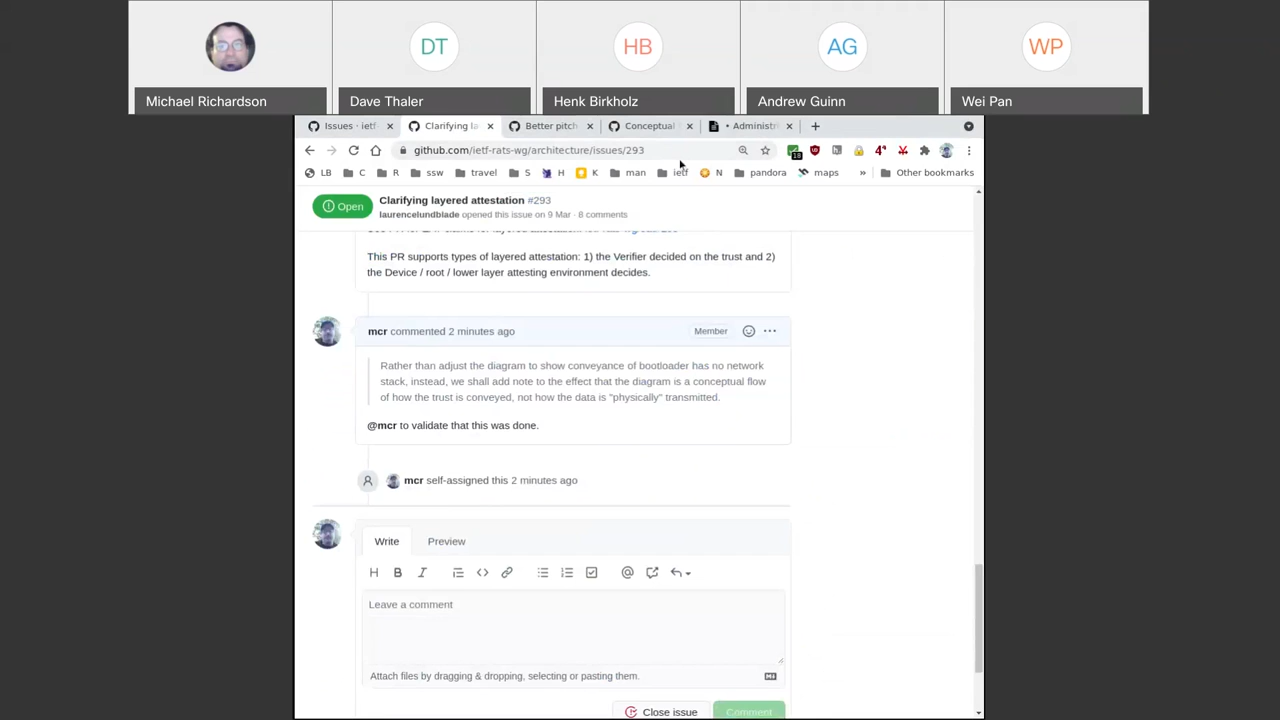 DT
HB
AG
WP
Michael Richardson
Dave Thaler
Henk Birkholz
Andrew Guinn
Wei Pan
Issues · ietf-
Clarifying la
Better pitch
Conceptual
• Administr
github.com/ietf-rats-wg/architecture/issues/293
18
LB
C
R
ssw
travel
S
H
K
man
ietf
N
pandora
maps
»
Other bookmarks
Open
Clarifying layered attestation #293
laurencelundblade opened this issue on 9 Mar · 8 comments
This PR supports types of layered attestation: 1) the Verifier decided on the trust and 2)
the Device / root / lower layer attesting environment decides.
mcr commented 2 minutes ago
Member
Rather than adjust the diagram to show conveyance of bootloader has no network
stack, instead, we shall add note to the effect that the diagram is a conceptual flow
of how the trust is conveyed, not how the data is "physically" transmitted.
@mcr to validate that this was done.
mcr self-assigned this 2 minutes ago
Write
Preview
Leave a comment
Attach files by dragging & dropping, selecting or pasting them.
Close issue
Comment